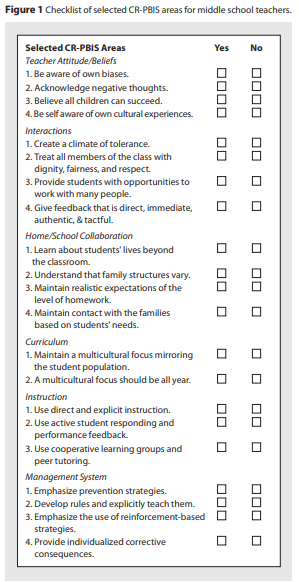 Figure 1 Checklist of selected CR-PBIS areas for middle school teachers.
Selected CR-PBIS Areas Yes No
Teacher Attitude/Beliefs
1. Be aware of own biases.
2. Acknowledge negative thoughts.
3. Believe all children can succeed.
4. Be self aware of own cultural experiences.
Interactions
1. Create a climate of tolerance.
2. Treat all members of the class with
dignity, fairness, and respect.
3. Provide students with opportunities to
work with many people.
4. Give feedback that is direct, immediate,
authentic, & tactful.
Home/School Collaboration
1. Learn about students' lives beyond
the classroom.
2. Understand that family structures vary.
3. Maintain realistic expectations of the
level of homework.
4. Maintain contact with the families
based on students' needs.
Curriculum
1. Maintain a multicultural focus mirroring
the student population.
2. A multicultural focus should be all year.
Instruction
1. Use direct and explicit instruction.
2. Use active student responding and
performance feedback.
3. Use cooperative learning groups and
peer tutoring.
Management System
1. Emphasize prevention strategies.
2. Develop rules and explicitly teach them.
3. Emphasize the use of reinforcement-based
strategies.
4. Provide individualized corrective
consequences.